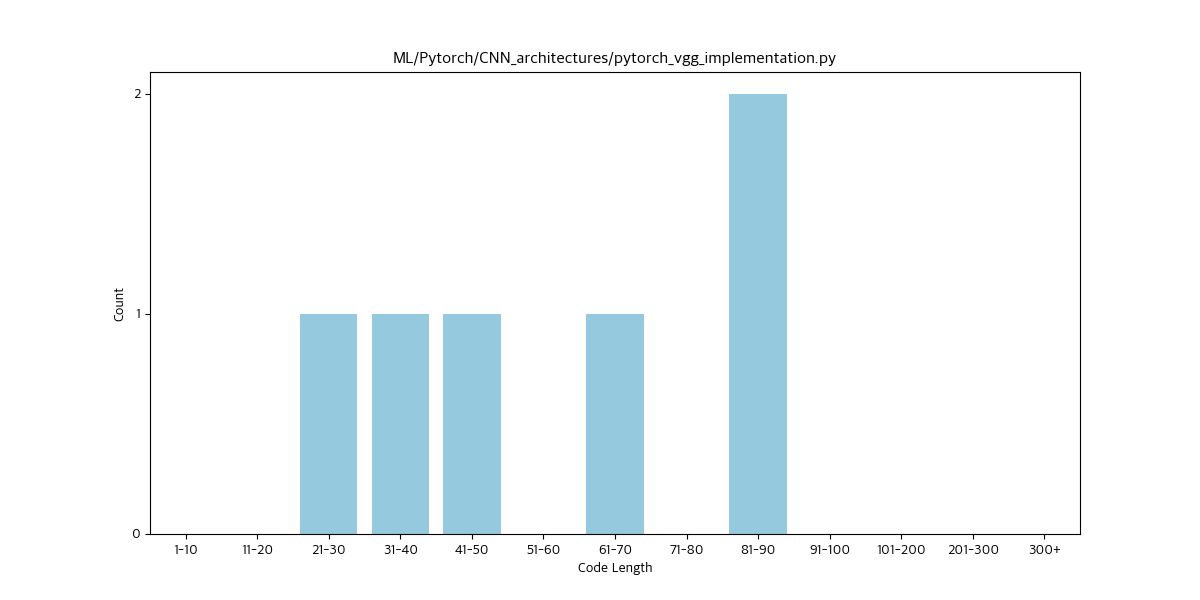 ML/Pytorch/CNN_architectures/pytorch_vgg_implementation.py
2
1
0
Count
1-10 11-20 21-30 31-40 41-50 51-60 61-70 71-80 81-90 91-100 101-200 201-300 300+
Code Length